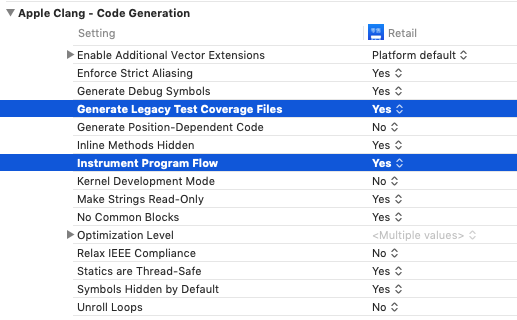 Apple Clang - Code Generation
Setting Retail
Enable Additional Vector Extensions Platform default
Enforce Strict Aliasing Yes
Generate Debug Symbols Yes
Generate Legacy Test Coverage Files Yes
Generate Position-Dependent Code No
Inline Methods Hidden Yes
Instrument Program Flow Yes
Kernel Development Mode No
Make Strings Read-Only Yes
No Common Blocks Yes
Optimization Level <Multiple values>
Relax IEEE Compliance No
Statics are Thread-Safe Yes
Symbols Hidden by Default Yes
Unroll Loops No